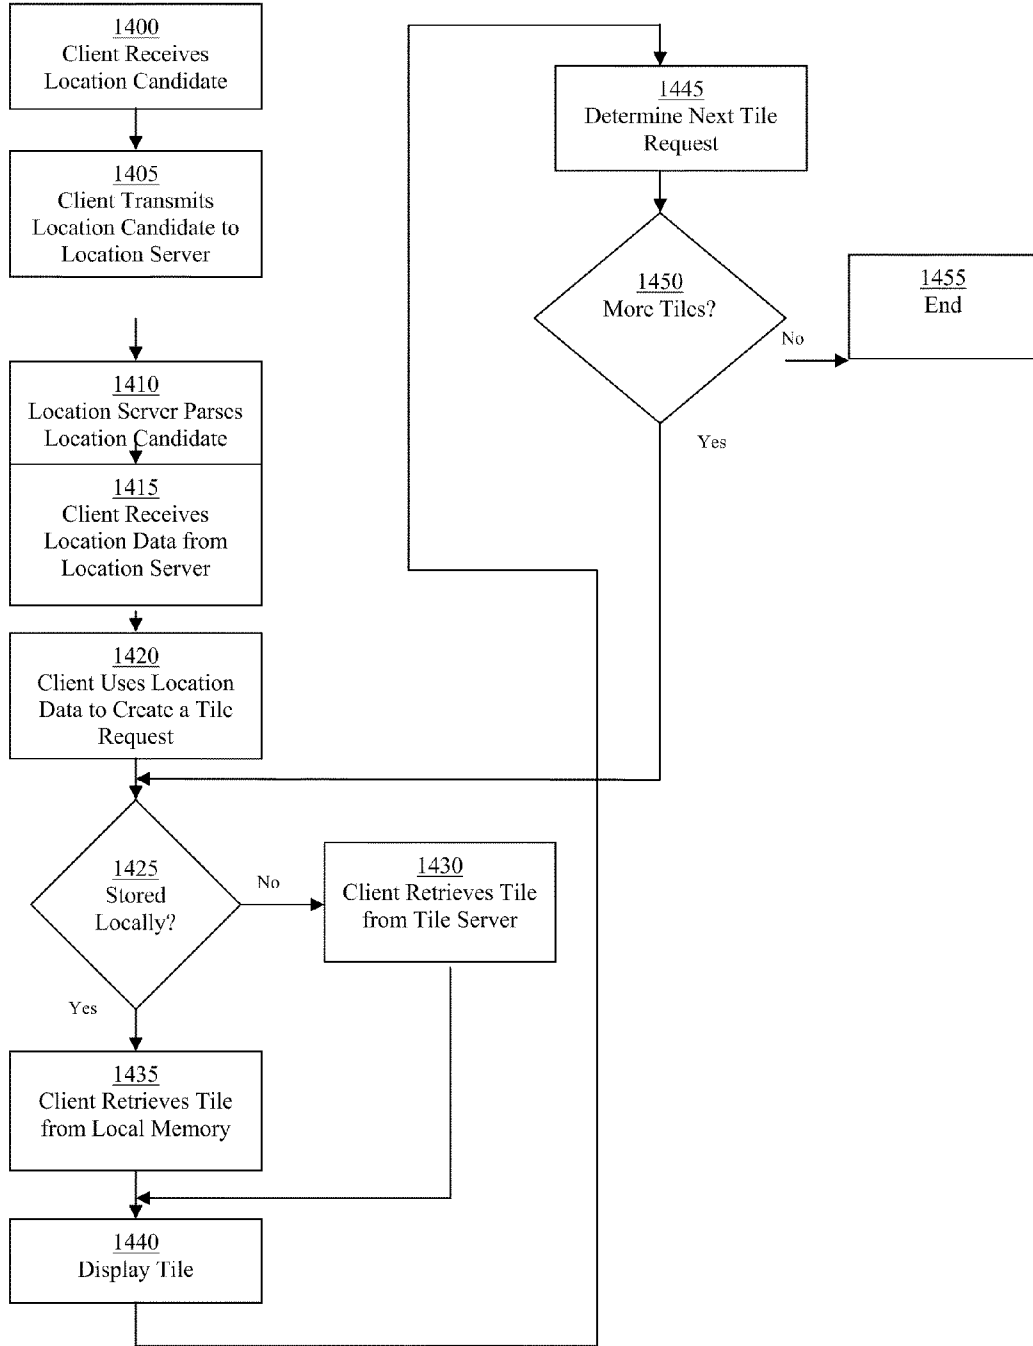 1400
Client Receives
Location Candidate
1405
Client Transmits
Location Candidate to
Location Server
1410
Location Server Parses
Location Candidate
1415
Client Receives
Location Data from
Location Server
1420
Client Uses Location
Data to Create a Tile
Request
1425
Stored
Locally?
No
Yes
1430
Client Retrieves Tile
from Tile Server
1435
Client Retrieves Tile
from Local Memory
1440
Display Tile
1445
Determine Next Tile
Request
1450
More Tiles?
No
Yes
1455
End